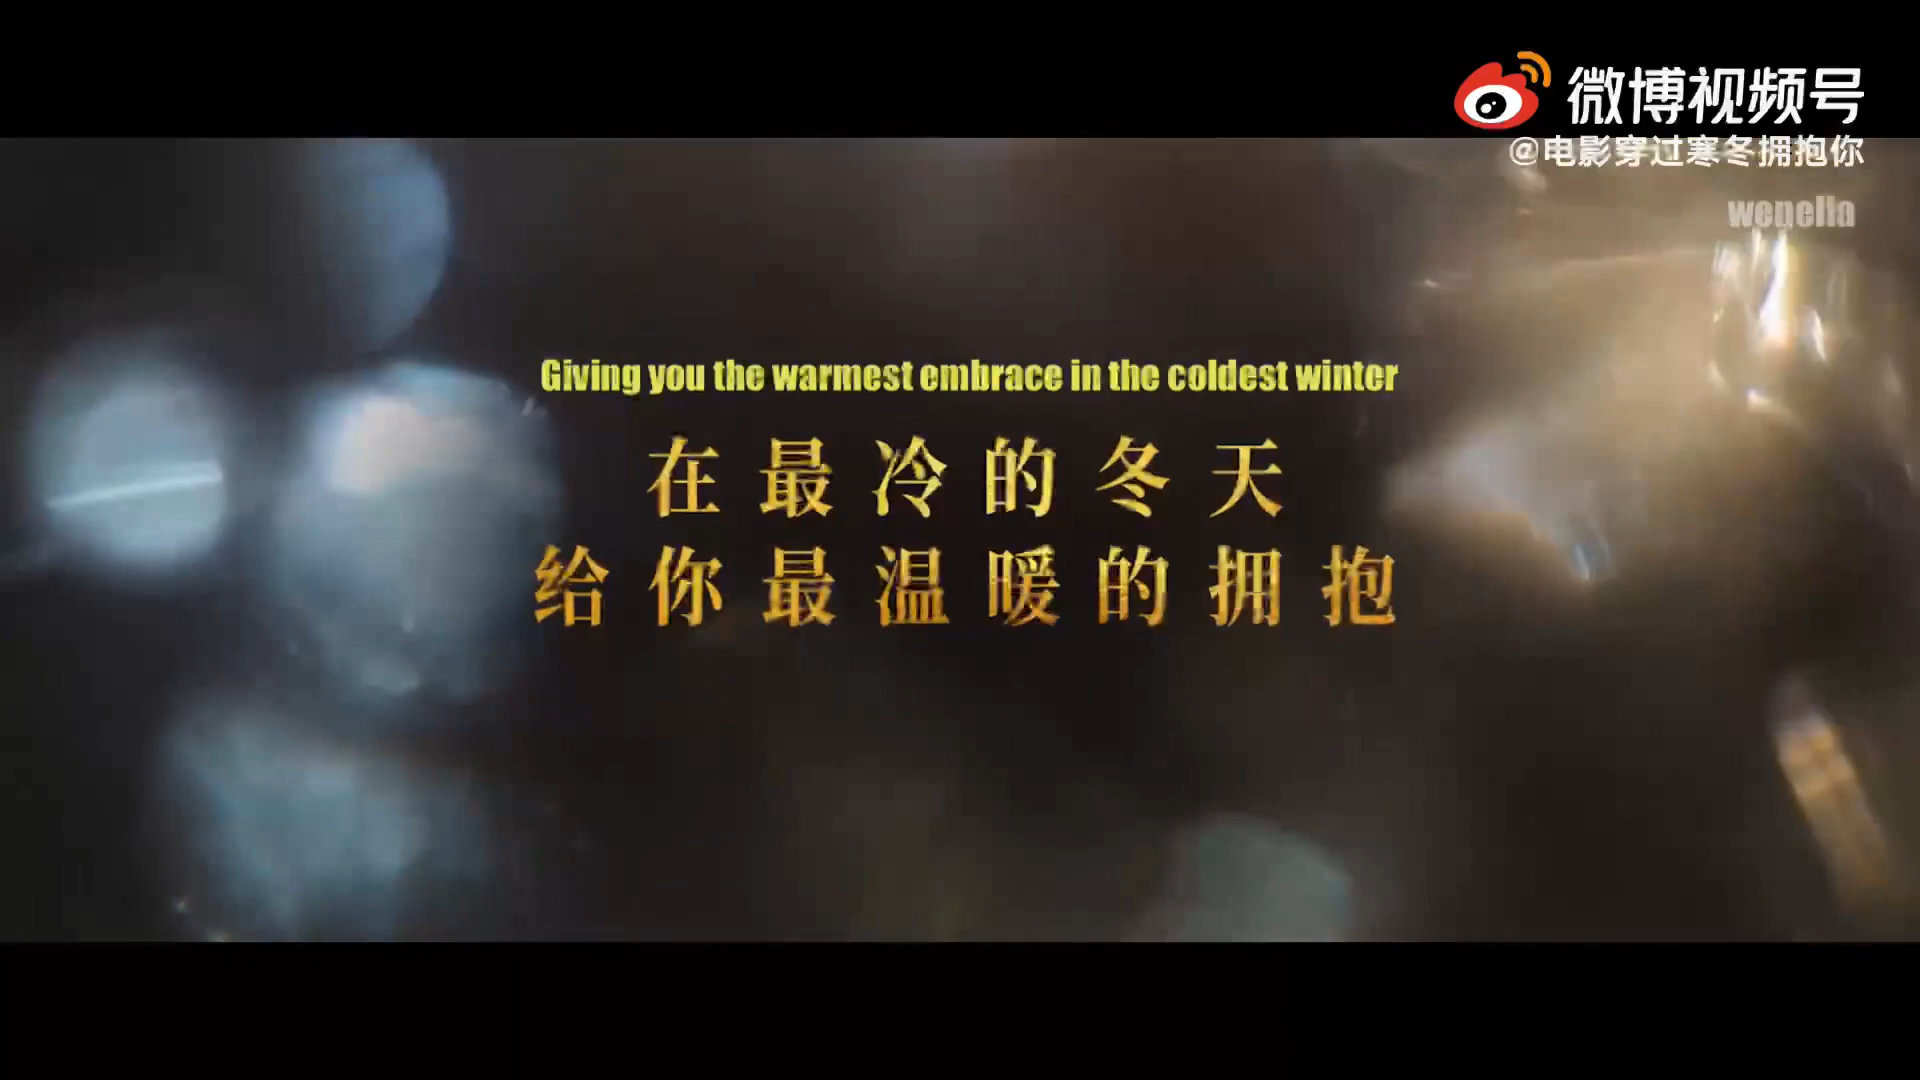 微博视频号
@电影穿过寒冬拥抱你
wenella
Giving you the warmest embrace in the coldest winter
在最冷的冬天
给你最温暖的拥抱